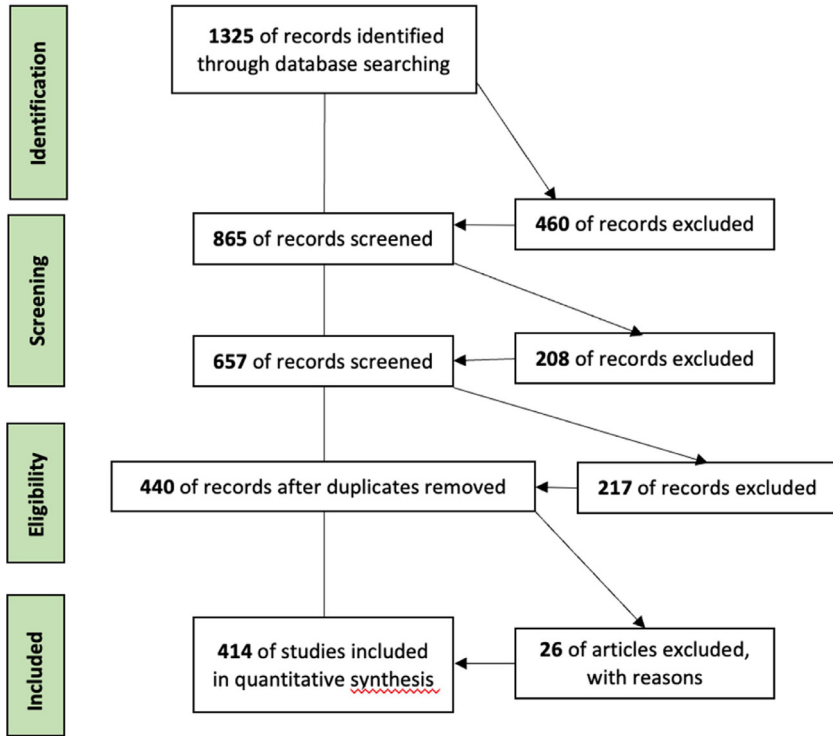 Identification
1325 of records identified
through database searching
460 of records excluded
Screening
865 of records screened
657 of records screened
208 of records excluded
Eligibility
440 of records after duplicates removed
217 of records excluded
Included
414 of studies included
in quantitative synthesis
26 of articles excluded,
with reasons